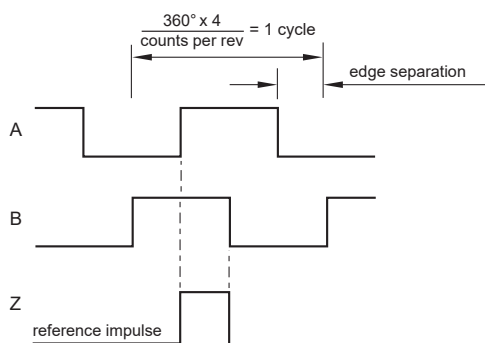 360° x 4
counts per rev
= 1 cycle
edge separation
A
B
Z
reference impulse